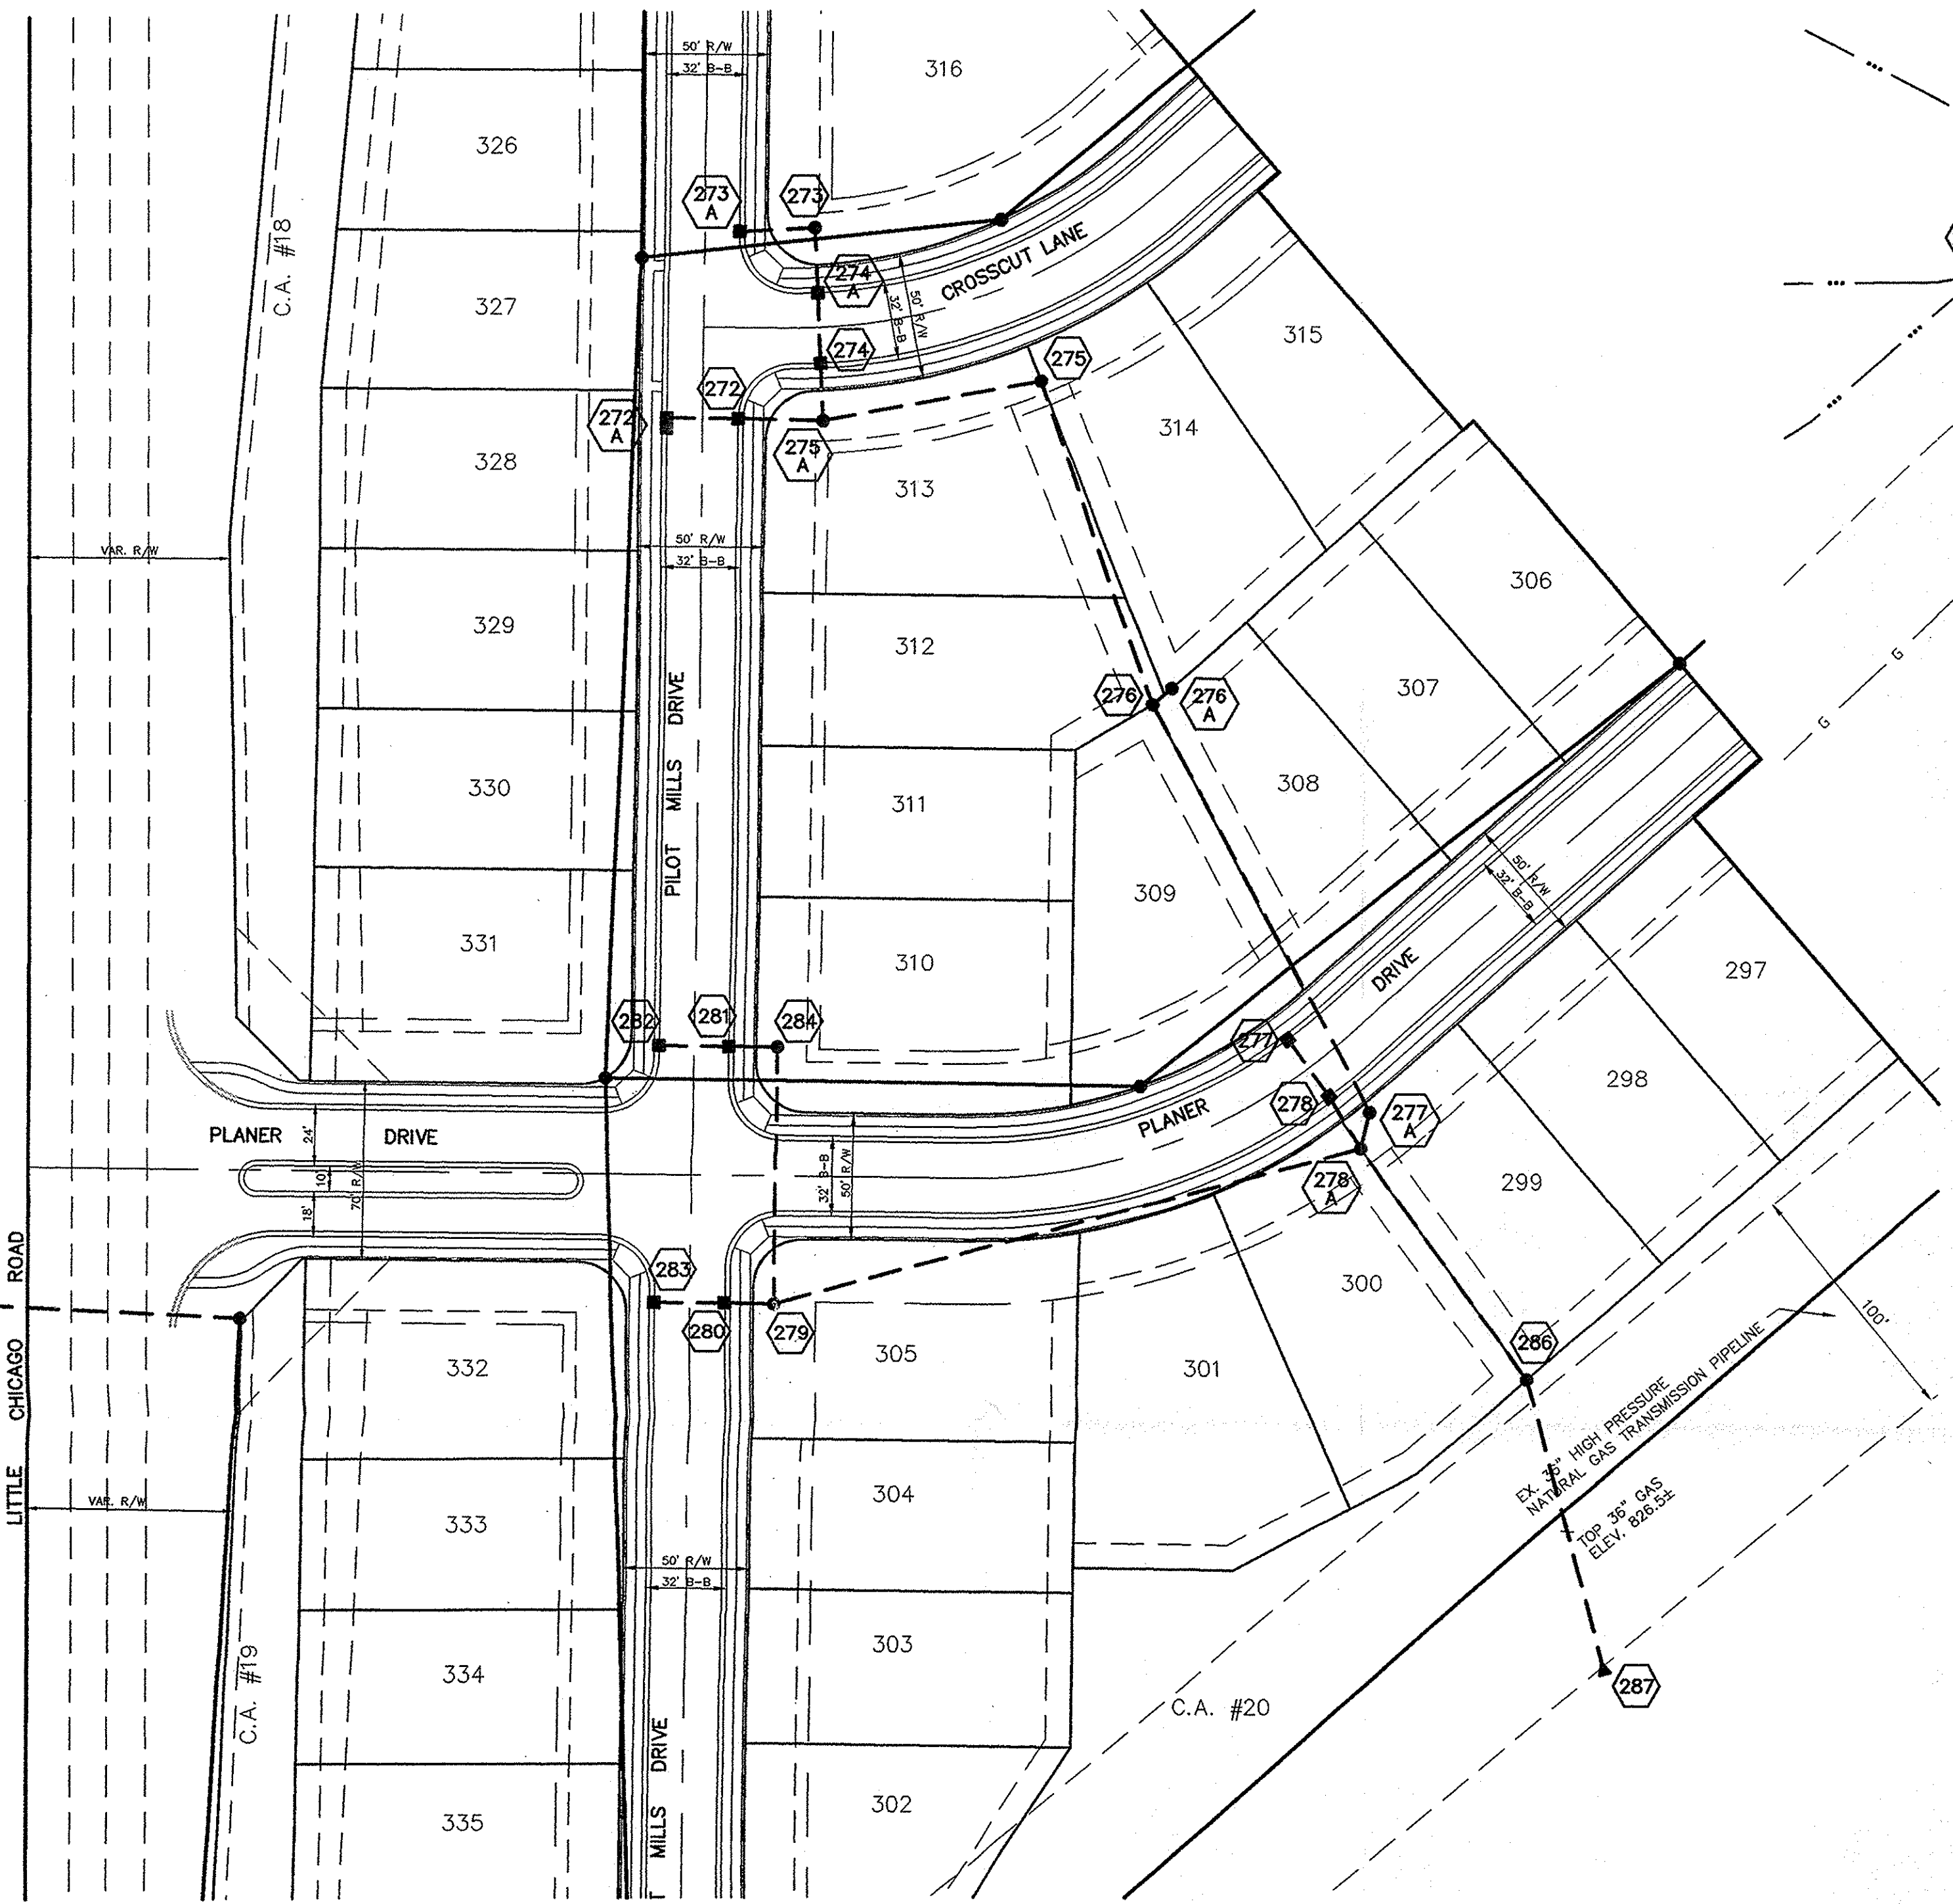 50' R/W
32' B-B
316
326
273
A
273
C.A. #18
327
274
A
CROSSCUT LANE
50' R/W
32' B-B
274
275
315
272
272
A
275
A
328
313
314
VAR. R/W
50' R/W
32' B-B
306
329
312
PILOT MILLS DRIVE
276
276
A
307
G
G
330
311
308
309
50' R/W
32' B-B
331
310
297
DRIVE
282
281
284
277
298
278
277
A
PLANER
PLANER DRIVE
24'
10'
18'
70' R/W
32' B-B
50' R/W
278
A
299
LITTLE CHICAGO ROAD
283
300
280
279
332
305
301
286
100'
EX. 36" HIGH PRESSURE
NATURAL GAS TRANSMISSION PIPELINE
TOP 36" GAS
ELEV. 826.5±
VAR. R/W
333
304
50' R/W
32' B-B
C.A. #19
334
303
287
C.A. #20
T MILLS DRIVE
335
302